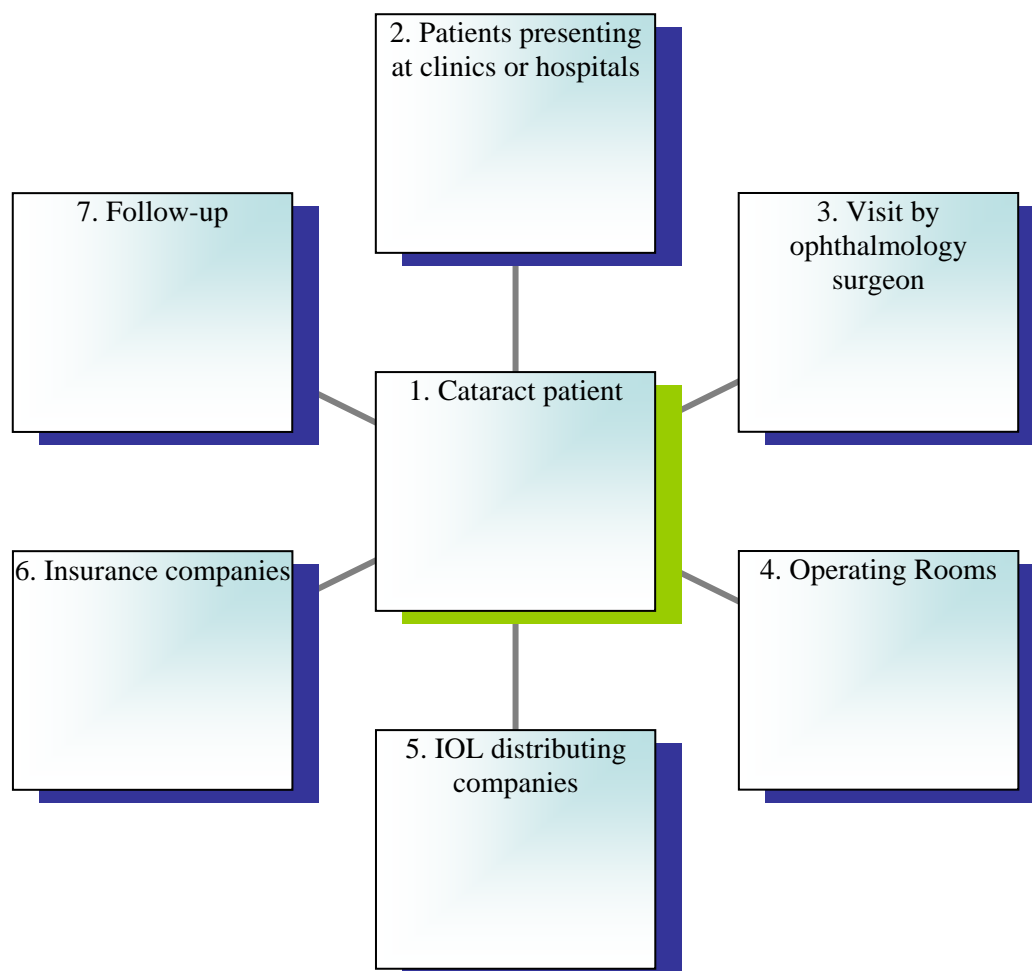 2. Patients presenting
at clinics or hospitals
7. Follow-up
3. Visit by
ophthalmology
surgeon
1. Cataract patient
6. Insurance companies
4. Operating Rooms
5. IOL distributing
companies